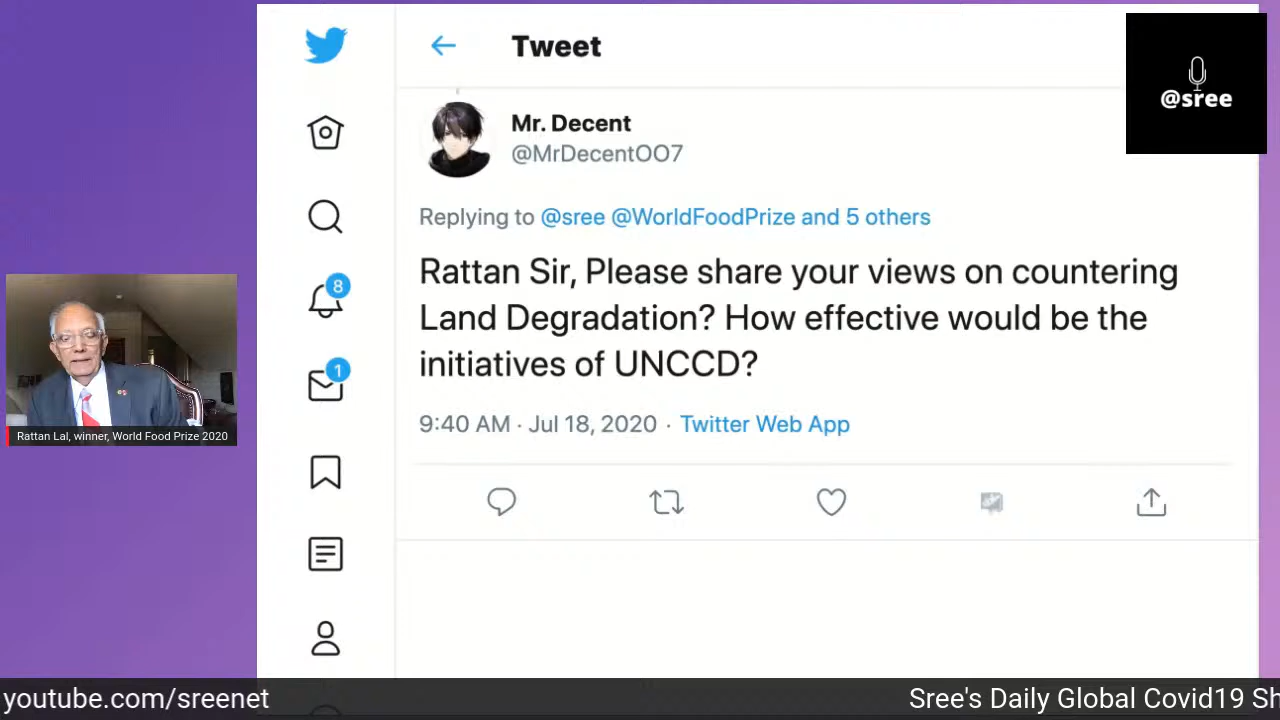 Tweet
@sree
Mr. Decent
@MrDecentOO7
Replying to @sree @WorldFoodPrize and 5 others
Rattan Sir, Please share your views on countering
Land Degradation? How effective would be the
initiatives of UNCCD?
9:40 AM · Jul 18, 2020 · Twitter Web App
8
1
Rattan Lal, winner, World Food Prize 2020
youtube.com/sreenet
Sree's Daily Global Covid19 Sh